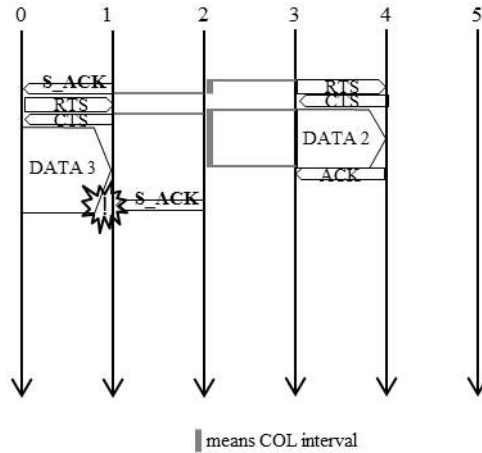 0 1 2 3 4 5
S_ACK RTS
RTS CTS
CTS
DATA 3 DATA 2
ACK
! S_ACK
means COL interval